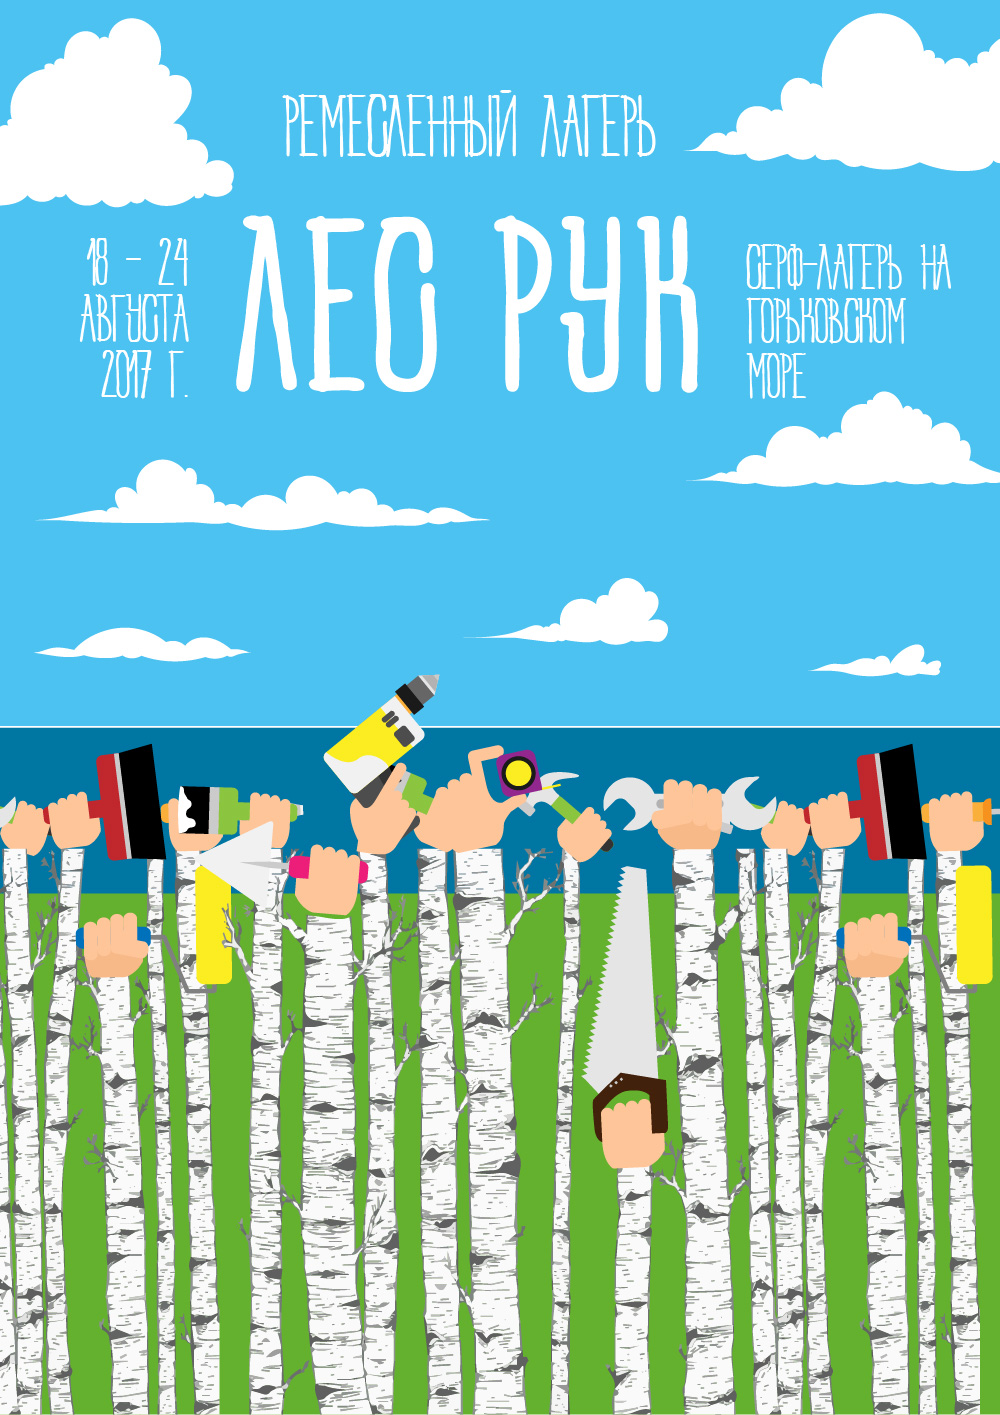 РЕМЕСЛЕННЫЙ ЛАГЕРЬ
ЛЕС РУК
18 – 24
АВГУСТА
2017 Г.
СЕРФ-ЛАГЕРЬ НА
ГОРЬКОВСКОМ
МОРЕ